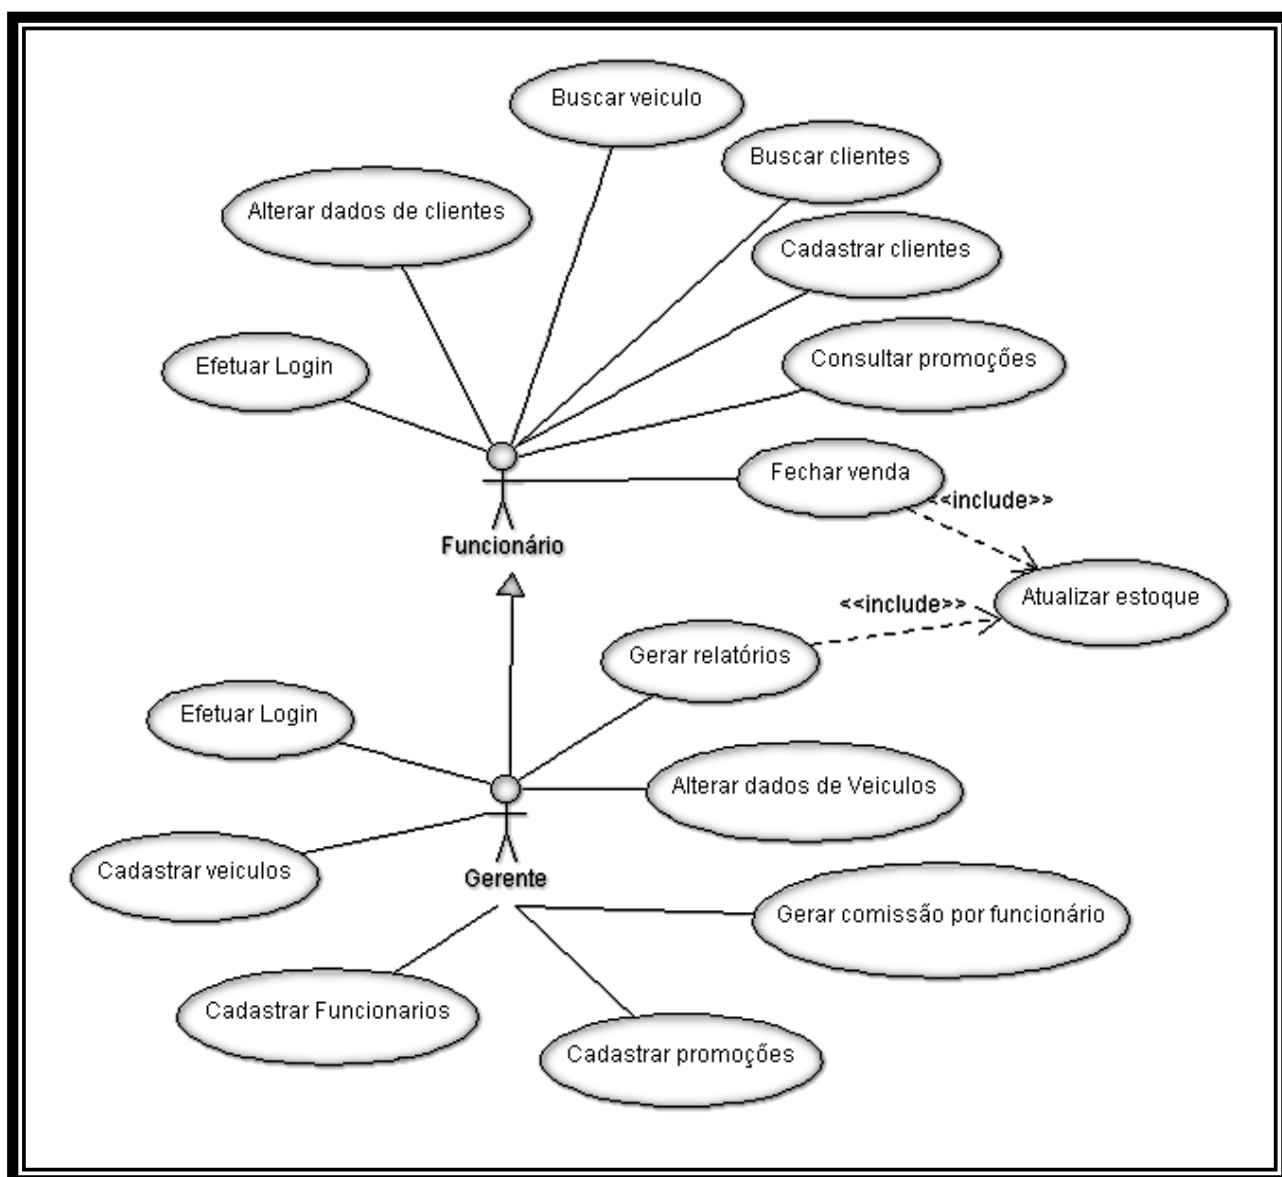 Buscar veiculo
Buscar clientes
Alterar dados de clientes
Cadastrar clientes
Efetuar Login
Consultar promoções
Fechar venda
<<include>>
Funcionário
Atualizar estoque
<<include>>
Gerar relatórios
Efetuar Login
Alterar dados de Veiculos
Cadastrar veiculos
Gerente
Gerar comissão por funcionário
Cadastrar Funcionarios
Cadastrar promoções